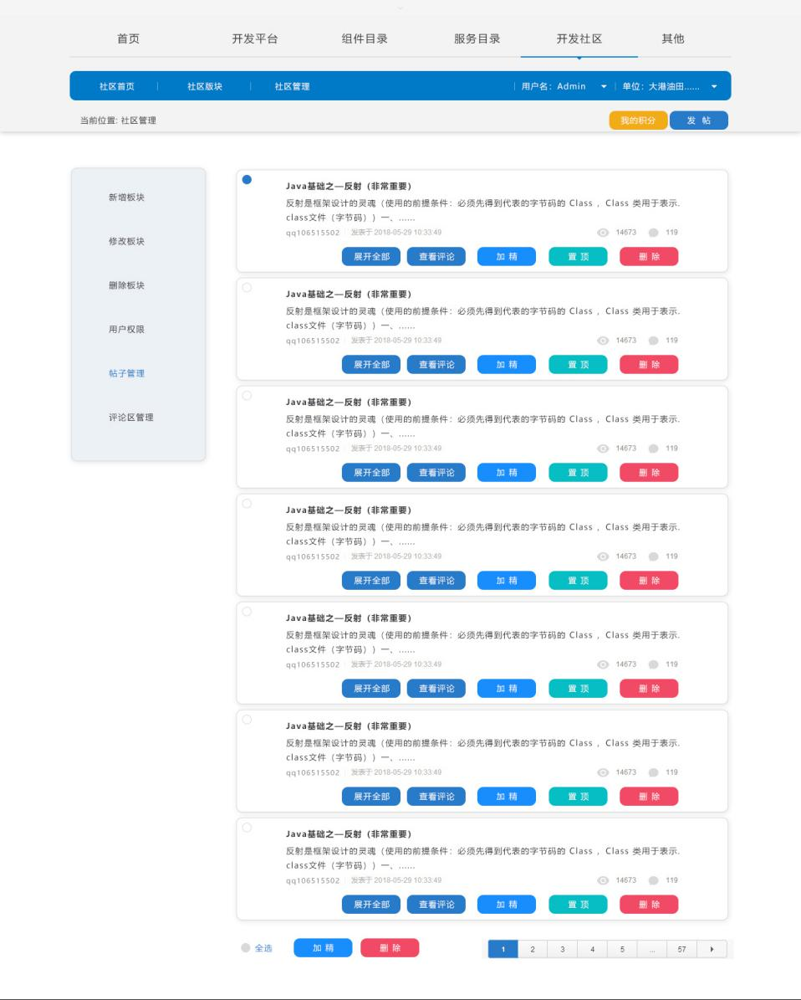 首页 开发平台 组件目录 服务目录 开发社区 其他
社区首页 社区版块 社区管理 用户名：Admin 单位：大港油田......
当前位置: 社区管理 我的积分 发 帖
新增板块
修改板块
删除板块
用户权限
帖子管理
评论区管理
Java基础之—反射（非常重要）
反射是框架设计的灵魂（使用的前提条件：必须先得到代表的字节码的 Class ，Class 类用于表示.
class文件（字节码））一、......
qq106515502 发表于 2018-05-29 10:33:49 14673 119
展开全部 查看评论 加 精 置 顶 删 除
Java基础之—反射（非常重要）
反射是框架设计的灵魂（使用的前提条件：必须先得到代表的字节码的 Class ，Class 类用于表示.
class文件（字节码））一、......
qq106515502 发表于 2018-05-29 10:33:49 14673 119
展开全部 查看评论 加 精 置 顶 删 除
Java基础之—反射（非常重要）
反射是框架设计的灵魂（使用的前提条件：必须先得到代表的字节码的 Class ，Class 类用于表示.
class文件（字节码））一、......
qq106515502 发表于 2018-05-29 10:33:49 14673 119
展开全部 查看评论 加 精 置 顶 删 除
Java基础之—反射（非常重要）
反射是框架设计的灵魂（使用的前提条件：必须先得到代表的字节码的 Class ，Class 类用于表示.
class文件（字节码））一、......
qq106515502 发表于 2018-05-29 10:33:49 14673 119
展开全部 查看评论 加 精 置 顶 删 除
Java基础之—反射（非常重要）
反射是框架设计的灵魂（使用的前提条件：必须先得到代表的字节码的 Class ，Class 类用于表示.
class文件（字节码））一、......
qq106515502 发表于 2018-05-29 10:33:49 14673 119
展开全部 查看评论 加 精 置 顶 删 除
Java基础之—反射（非常重要）
反射是框架设计的灵魂（使用的前提条件：必须先得到代表的字节码的 Class ，Class 类用于表示.
class文件（字节码））一、......
qq106515502 发表于 2018-05-29 10:33:49 14673 119
展开全部 查看评论 加 精 置 顶 删 除
Java基础之—反射（非常重要）
反射是框架设计的灵魂（使用的前提条件：必须先得到代表的字节码的 Class ，Class 类用于表示.
class文件（字节码））一、......
qq106515502 发表于 2018-05-29 10:33:49 14673 119
展开全部 查看评论 加 精 置 顶 删 除
全选 加 精 删 除 1 2 3 4 5 ... 57